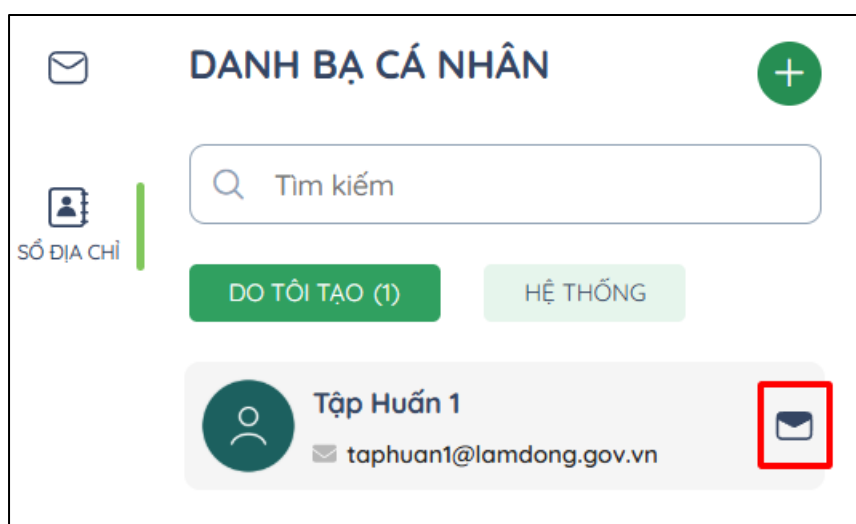 DANH BẠ CÁ NHÂN
Tìm kiếm
SỔ ĐỊA CHỈ
DO TÔI TẠO (1)
HỆ THỐNG
Tập Huấn 1
taphuan1@lamdong.gov.vn